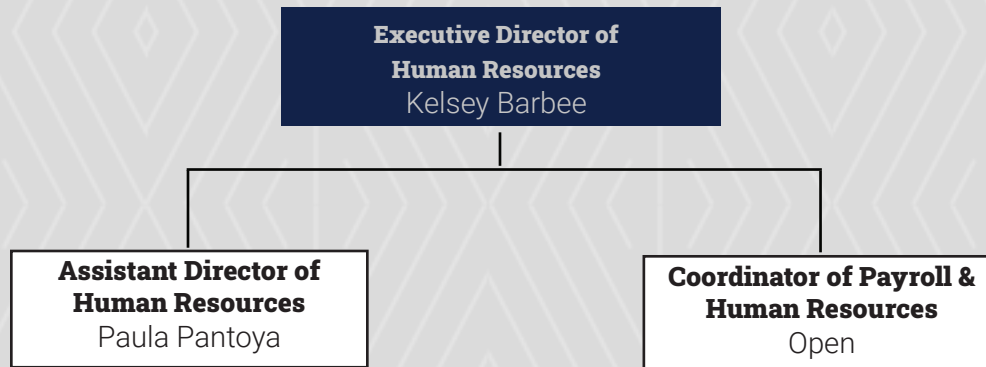 Executive Director of
Human Resources
Kelsey Barbee
Assistant Director of
Human Resources
Paula Pantoya
Coordinator of Payroll &
Human Resources
Open